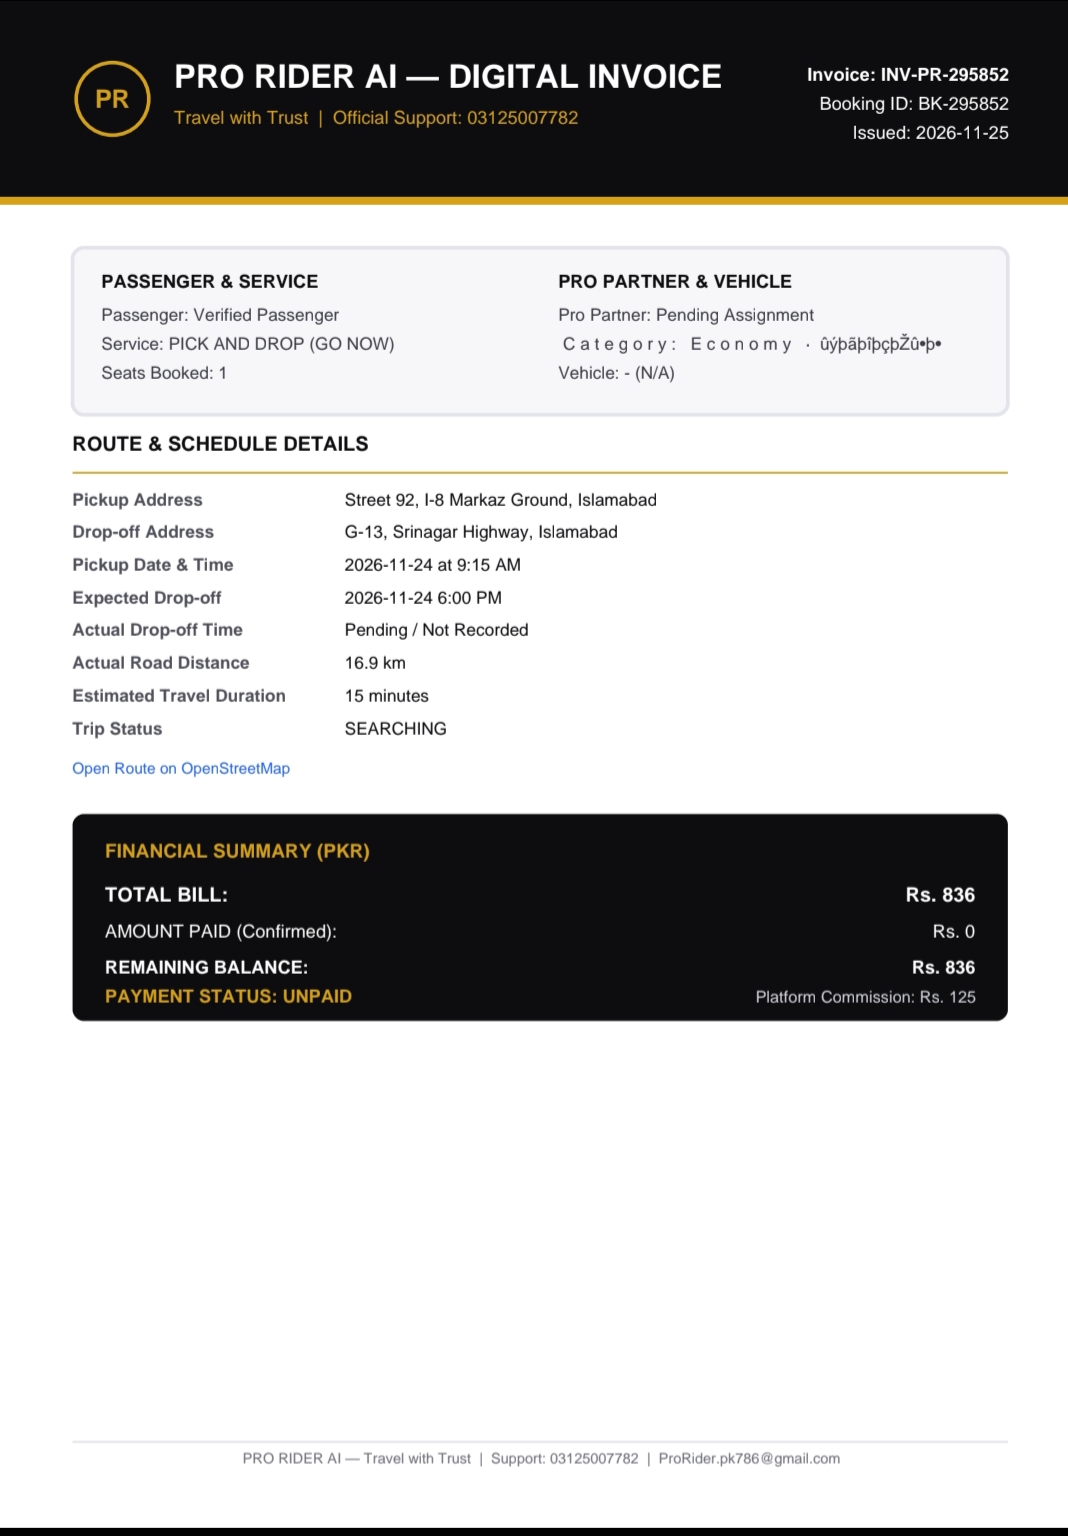 PR
PRO RIDER AI — DIGITAL INVOICE
Travel with Trust | Official Support: 03125007782
Invoice: INV-PR-295852
Booking ID: BK-295852
Issued: 2026-11-25
PASSENGER & SERVICE
Passenger: Verified Passenger
Service: PICK AND DROP (GO NOW)
Seats Booked: 1
PRO PARTNER & VEHICLE
Pro Partner: Pending Assignment
Category: Economy · ûýþãþîþçþŽû•þ•
Vehicle: - (N/A)
ROUTE & SCHEDULE DETAILS
Pickup Address Street 92, I-8 Markaz Ground, Islamabad
Drop-off Address G-13, Srinagar Highway, Islamabad
Pickup Date & Time 2026-11-24 at 9:15 AM
Expected Drop-off 2026-11-24 6:00 PM
Actual Drop-off Time Pending / Not Recorded
Actual Road Distance 16.9 km
Estimated Travel Duration 15 minutes
Trip Status SEARCHING
Open Route on OpenStreetMap
FINANCIAL SUMMARY (PKR)
TOTAL BILL: Rs. 836
AMOUNT PAID (Confirmed): Rs. 0
REMAINING BALANCE: Rs. 836
PAYMENT STATUS: UNPAID Platform Commission: Rs. 125
PRO RIDER AI — Travel with Trust | Support: 03125007782 | ProRider.pk786@gmail.com